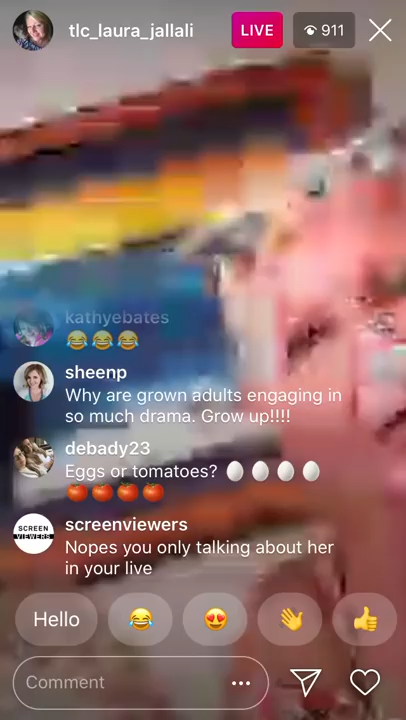 tlc_laura_jallali
LIVE
911
kathyebates
😂😂😂
sheenp
Why are grown adults engaging in
so much drama. Grow up!!!!
debady23
Eggs or tomatoes? 🥚🥚🥚🥚
🍅🍅🍅🍅
SCREEN
VIEWERS
screenviewers
Nopes you only talking about her
in your live
Hello 😂 😍 👋 👍
Comment